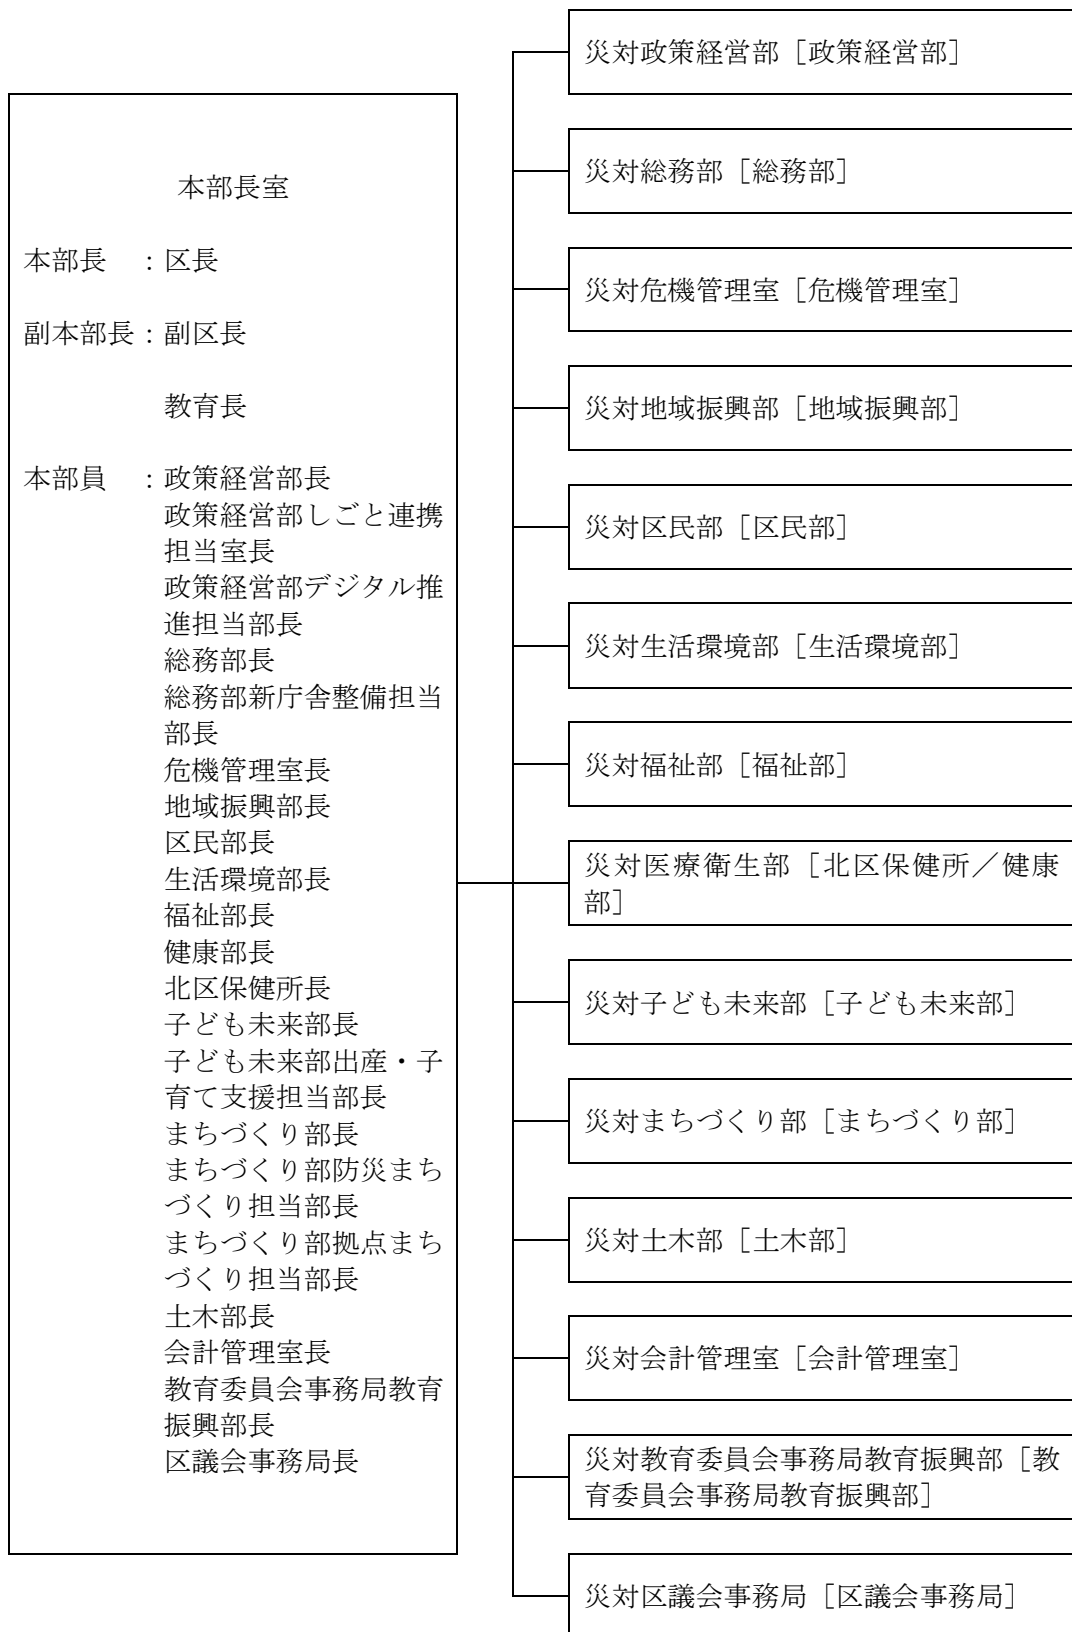 本部長室
本部長　：区長
副本部長：副区長
教育長
本部員　：政策経営部長
政策経営部しごと連携
担当室長
政策経営部デジタル推
進担当部長
総務部長
総務部新庁舎整備担当
部長
危機管理室長
地域振興部長
区民部長
生活環境部長
福祉部長
健康部長
北区保健所長
子ども未来部長
子ども未来部出産・子
育て支援担当部長
まちづくり部長
まちづくり部防災まち
づくり担当部長
まちづくり部拠点まち
づくり担当部長
土木部長
会計管理室長
教育委員会事務局教育
振興部長
区議会事務局長
災対政策経営部［政策経営部］
災対総務部［総務部］
災対危機管理室［危機管理室］
災対地域振興部［地域振興部］
災対区民部［区民部］
災対生活環境部［生活環境部］
災対福祉部［福祉部］
災対医療衛生部［北区保健所／健康
部］
災対子ども未来部［子ども未来部］
災対まちづくり部［まちづくり部］
災対土木部［土木部］
災対会計管理室［会計管理室］
災対教育委員会事務局教育振興部［教
育委員会事務局教育振興部］
災対区議会事務局［区議会事務局］